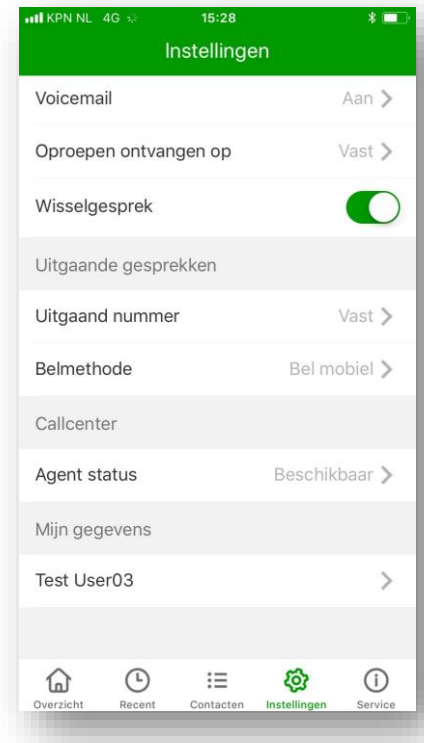 KPN NL 4G 15:28
Instellingen
Voicemail Aan
Oproepen ontvangen op Vast
Wisselgesprek
Uitgaande gesprekken
Uitgaand nummer Vast
Belmethode Bel mobiel
Callcenter
Agent status Beschikbaar
Mijn gegevens
Test User03
Overzicht Recent Contacten Instellingen Service